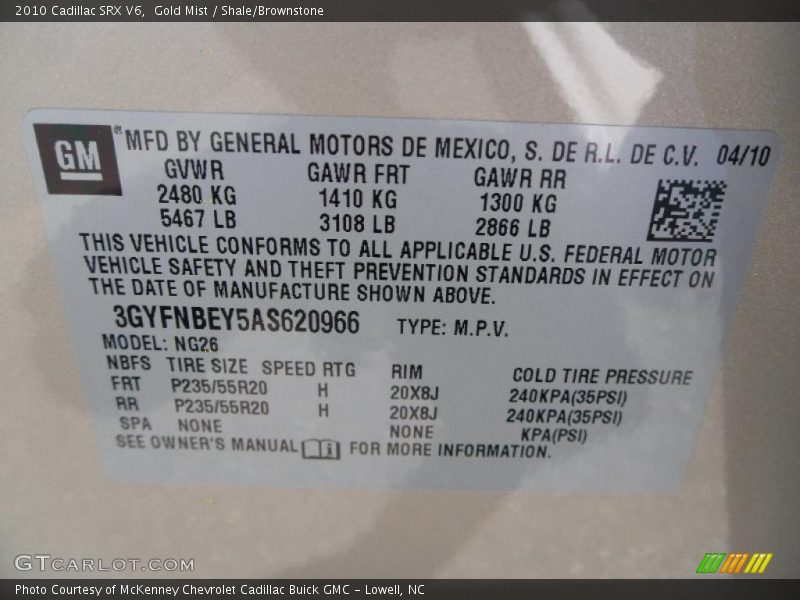 2010 Cadillac SRX V6,  Gold Mist / Shale/Brownstone
GM® MFD BY GENERAL MOTORS DE MEXICO, S. DE R.L. DE C.V. 04/10
GVWR GAWR FRT GAWR RR
2480 KG 1410 KG 1300 KG
5467 LB 3108 LB 2866 LB
THIS VEHICLE CONFORMS TO ALL APPLICABLE U.S. FEDERAL MOTOR
VEHICLE SAFETY AND THEFT PREVENTION STANDARDS IN EFFECT ON
THE DATE OF MANUFACTURE SHOWN ABOVE.
3GYFNBEY5AS620966 TYPE: M.P.V.
MODEL: NG26
NBFS TIRE SIZE SPEED RTG RIM COLD TIRE PRESSURE
FRT P235/55R20 H 20X8J 240KPA(35PSI)
RR P235/55R20 H 20X8J 240KPA(35PSI)
SPA NONE NONE KPA(PSI)
SEE OWNER'S MANUAL FOR MORE INFORMATION.
GTCARLOT.COM
Photo Courtesy of McKenney Chevrolet Cadillac Buick GMC - Lowell, NC